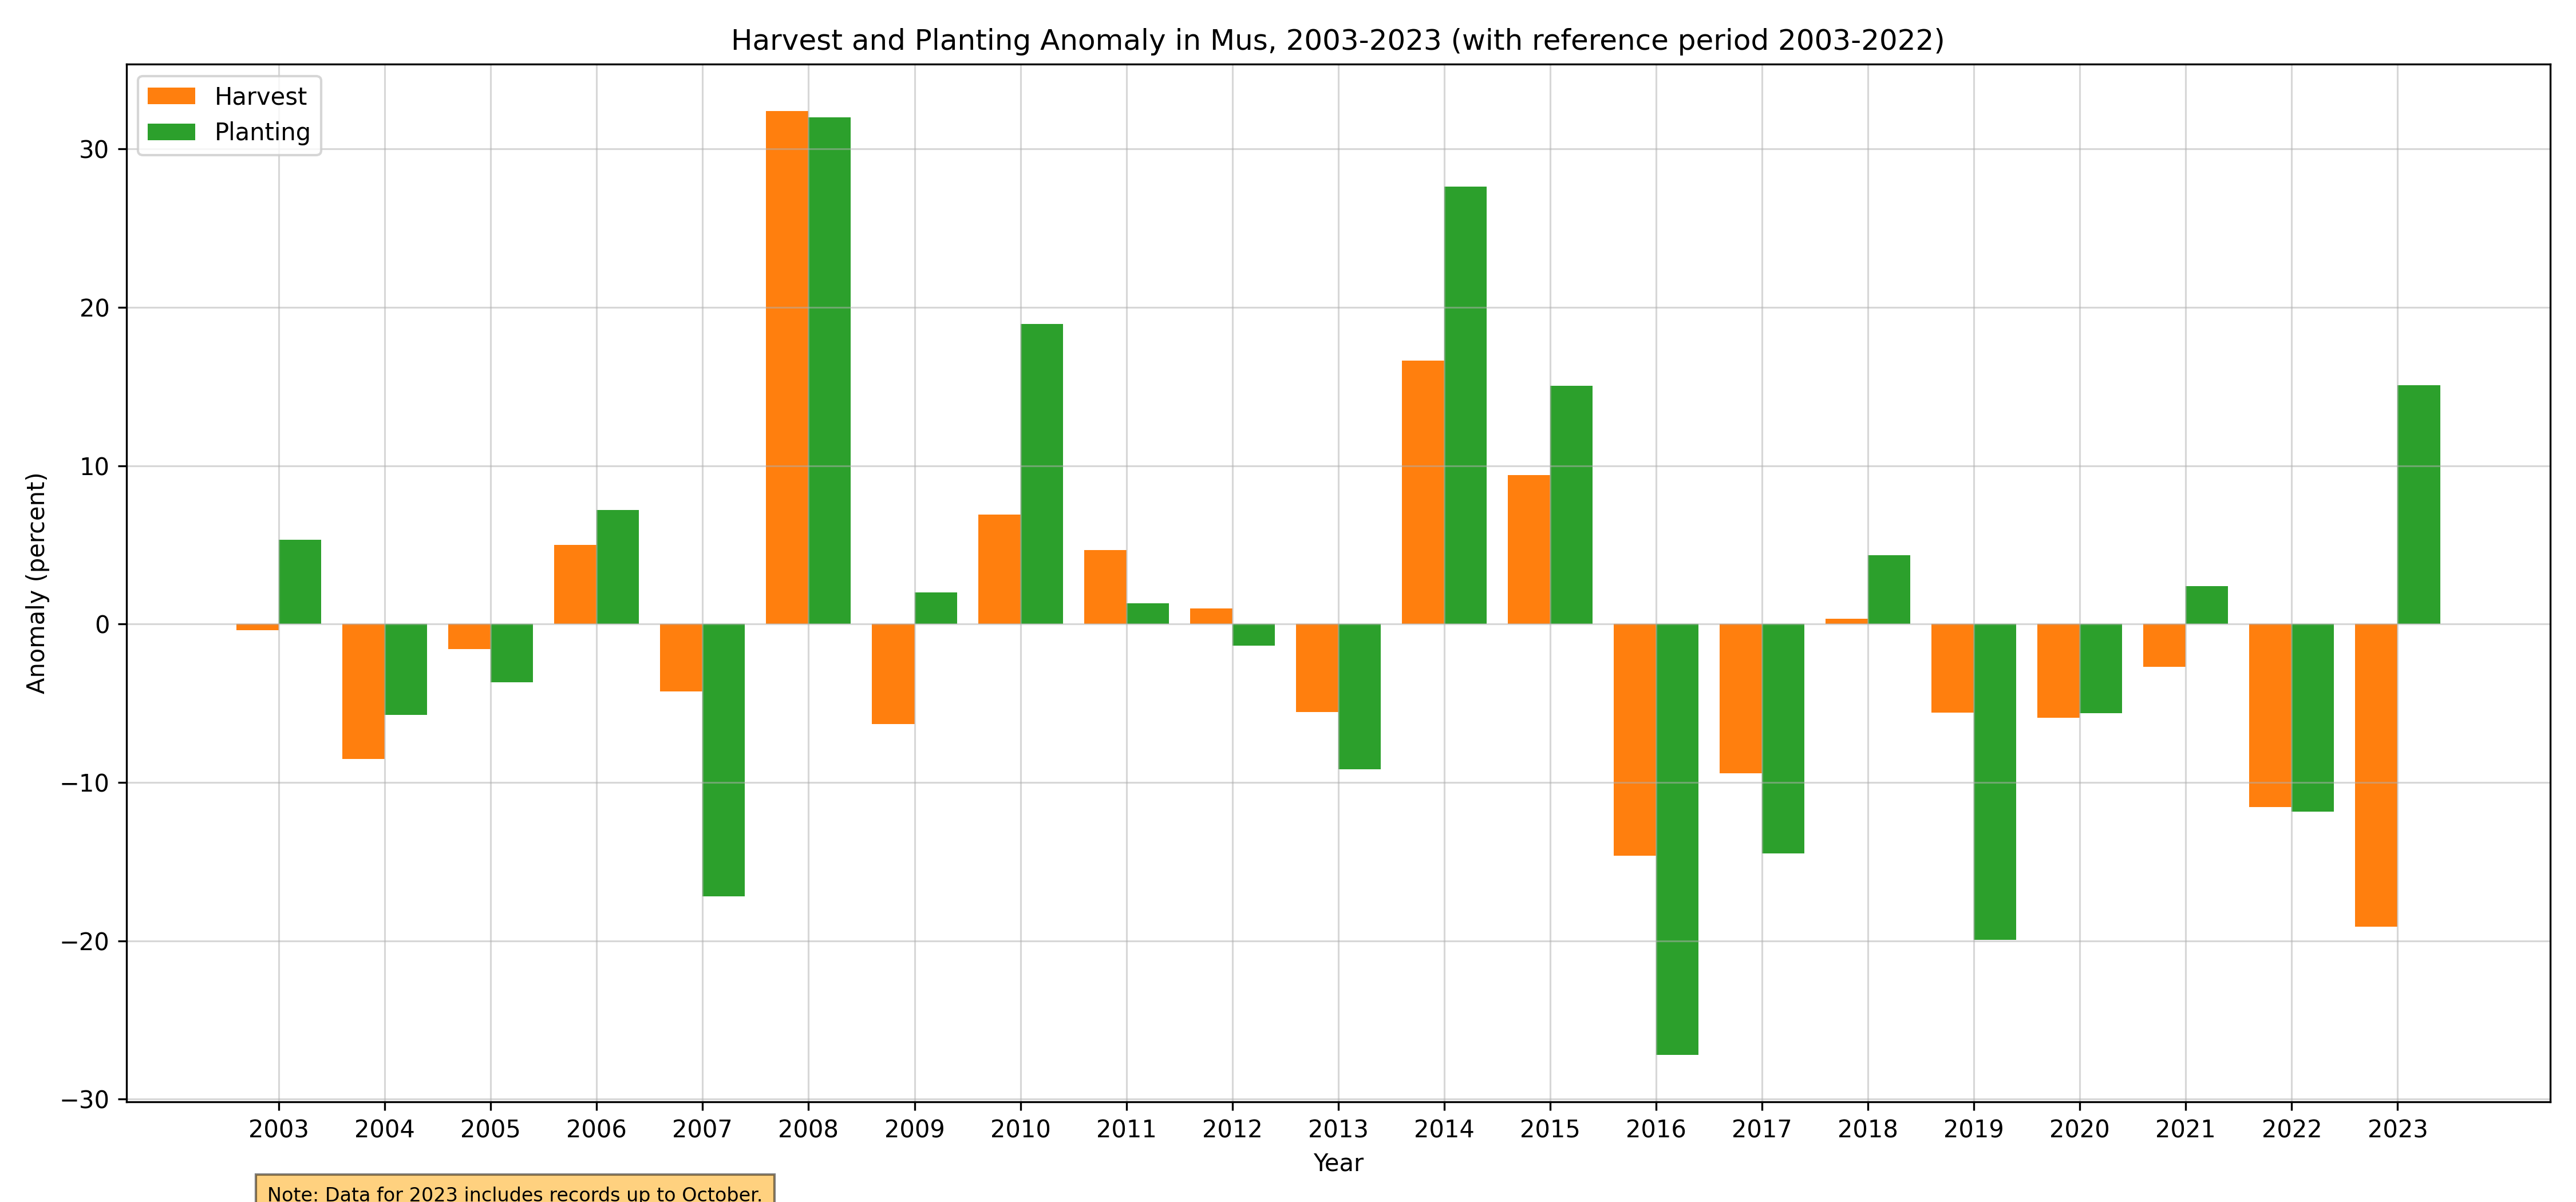 Harvest and Planting Anomaly in Mus, 2003-2023 (with reference period 2003-2022)
Harvest
Planting
Anomaly (percent)
30
20
10
0
−10
−20
−30
2003 2004 2005 2006 2007 2008 2009 2010 2011 2012 2013 2014 2015 2016 2017 2018 2019 2020 2021 2022 2023
Year
Note: Data for 2023 includes records up to October.